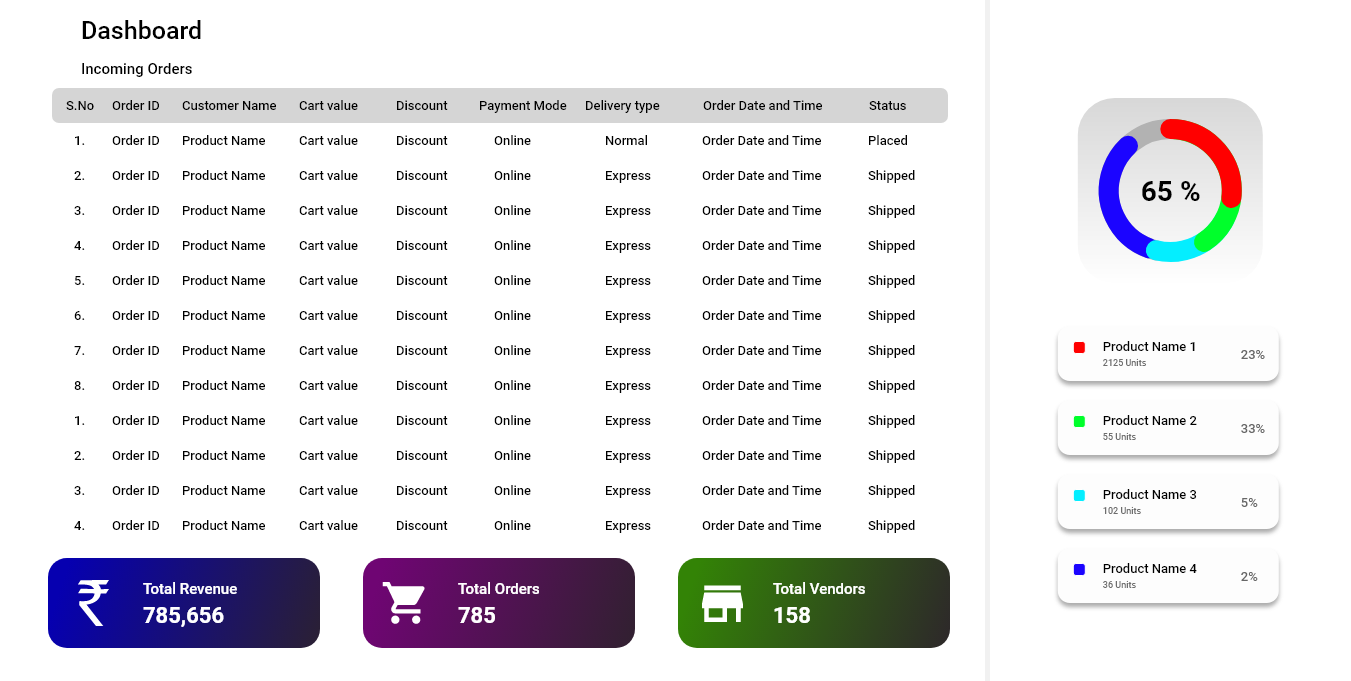 Dashboard
Incoming Orders
S.No Order ID Customer Name Cart value Discount Payment Mode Delivery type Order Date and Time Status
1. Order ID Product Name Cart value Discount Online Normal Order Date and Time Placed
2. Order ID Product Name Cart value Discount Online Express Order Date and Time Shipped
3. Order ID Product Name Cart value Discount Online Express Order Date and Time Shipped
4. Order ID Product Name Cart value Discount Online Express Order Date and Time Shipped
5. Order ID Product Name Cart value Discount Online Express Order Date and Time Shipped
6. Order ID Product Name Cart value Discount Online Express Order Date and Time Shipped
7. Order ID Product Name Cart value Discount Online Express Order Date and Time Shipped
8. Order ID Product Name Cart value Discount Online Express Order Date and Time Shipped
1. Order ID Product Name Cart value Discount Online Express Order Date and Time Shipped
2. Order ID Product Name Cart value Discount Online Express Order Date and Time Shipped
3. Order ID Product Name Cart value Discount Online Express Order Date and Time Shipped
4. Order ID Product Name Cart value Discount Online Express Order Date and Time Shipped
₹ Total Revenue
785,656
Total Orders
785
Total Vendors
158
65 %
Product Name 1 23%
2125 Units
Product Name 2 33%
55 Units
Product Name 3 5%
102 Units
Product Name 4 2%
36 Units